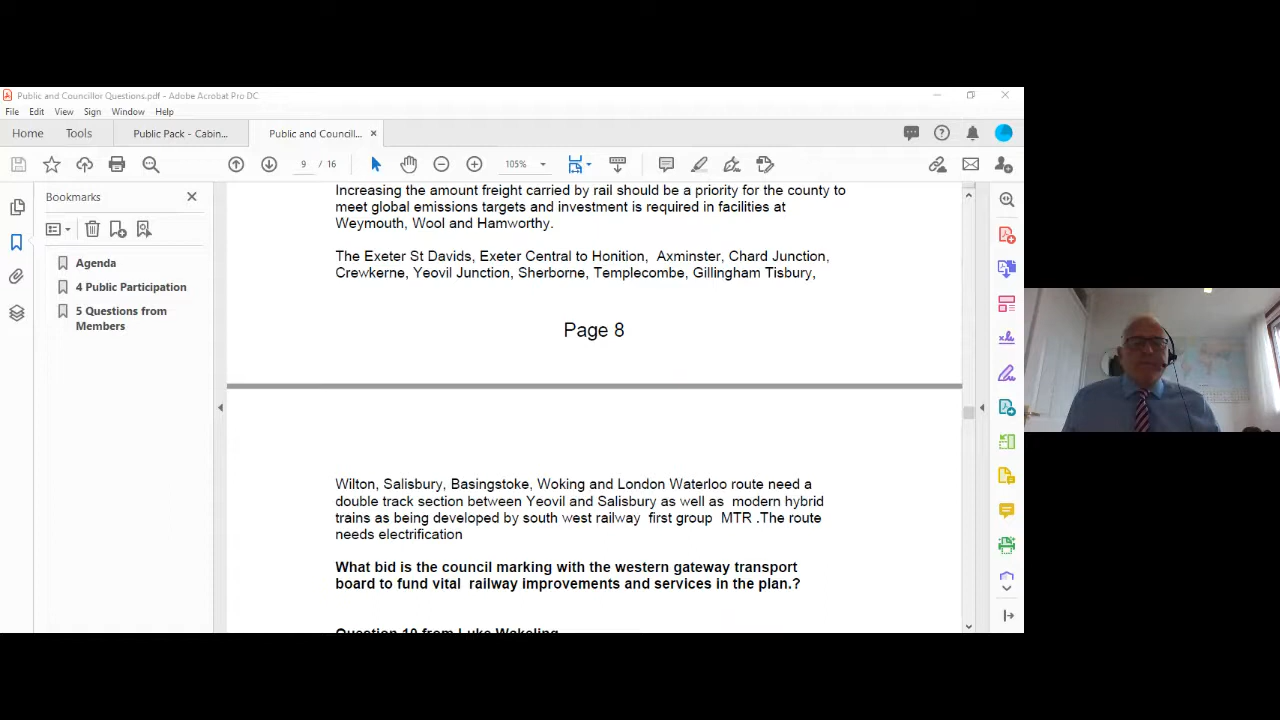 Public and Councillor Questions.pdf - Adobe Acrobat Pro DC
File Edit View Sign Window Help
Home Tools Public Pack - Cabin... Public and Councill... ×
9 / 16 105%
Bookmarks
Agenda
4 Public Participation
5 Questions from
Members
Increasing the amount freight carried by rail should be a priority for the county to
meet global emissions targets and investment is required in facilities at
Weymouth, Wool and Hamworthy.
The Exeter St Davids, Exeter Central to Honition, Axminster, Chard Junction,
Crewkerne, Yeovil Junction, Sherborne, Templecombe, Gillingham Tisbury,
Page 8
Wilton, Salisbury, Basingstoke, Woking and London Waterloo route need a
double track section between Yeovil and Salisbury as well as modern hybrid
trains as being developed by south west railway first group MTR .The route
needs electrification
What bid is the council marking with the western gateway transport
board to fund vital railway improvements and services in the plan.?
Question 10 from Luke Wakeling